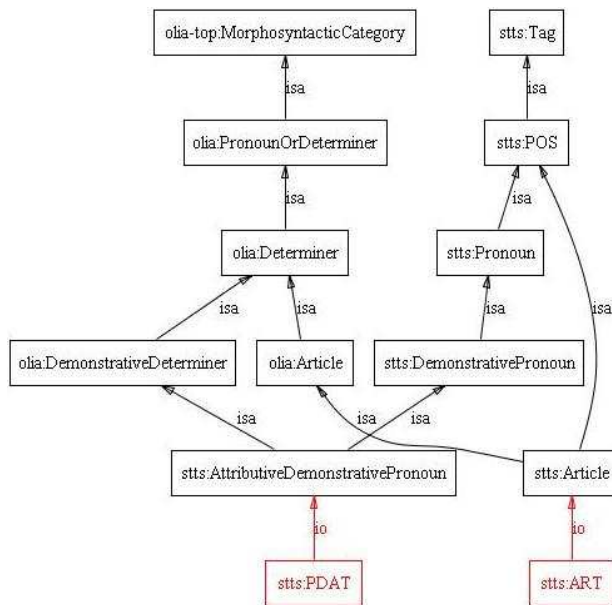 olia-top:MorphosyntacticCategory
stts:Tag
isa
isa
olia:PronounOrDeterminer
stts:POS
isa
isa
olia:Determiner
stts:Pronoun
isa
isa
isa
isa
olia:DemonstrativeDeterminer
olia:Article
stts:DemonstrativePronoun
isa
isa
isa
stts:AttributiveDemonstrativePronoun
stts:Article
io
io
stts:PDAT
stts:ART